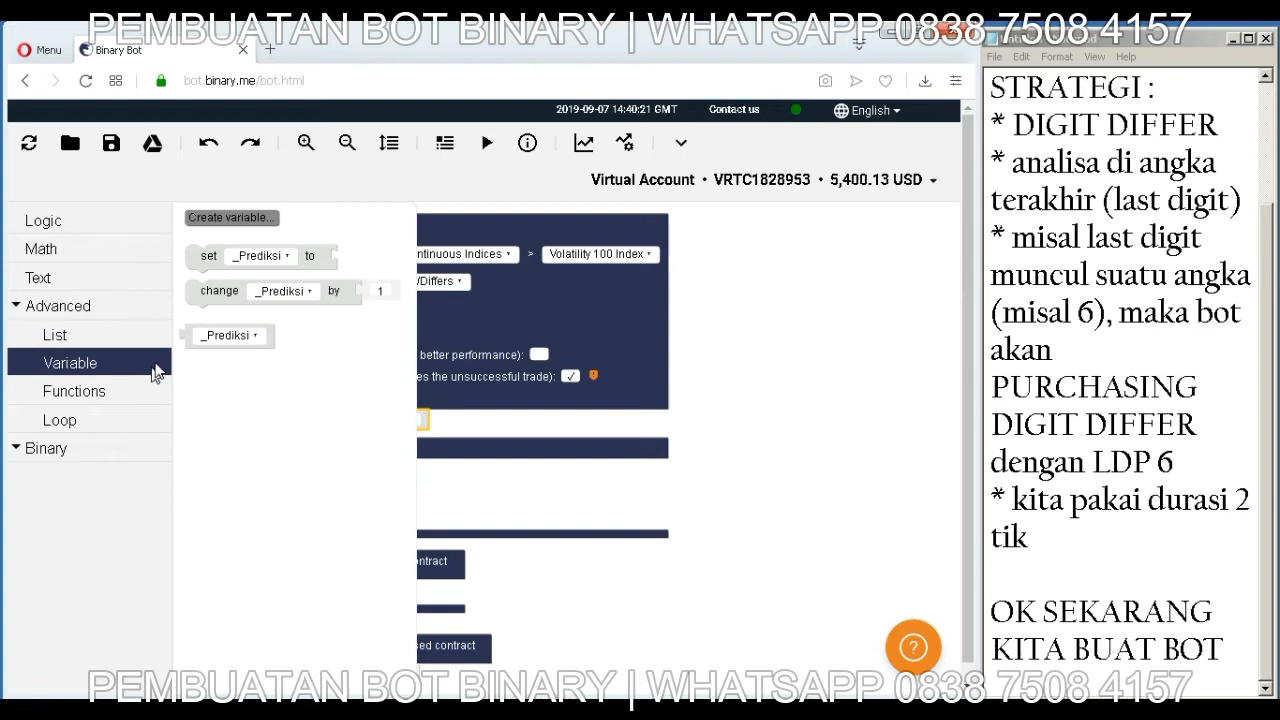 PEMBUATAN BOT BINARY | WHATSAPP 0838 7508 4157
Menu
Binary Bot
bot.binary.me/bot.html
2019-09-07 14:40:21 GMT
Contact us
English
Virtual Account • VRTC1828953 • 5,400.13 USD
Logic
Math
Text
Advanced
List
Variable
Functions
Loop
Binary
Create variable...
set _Prediksi to
change _Prediksi by 1
_Prediksi
ntinuous Indices > Volatility 100 Index
/Differs
better performance):
es the unsuccessful trade):
ntract
sed contract
?
File Edit Format View Help
STRATEGI :
* DIGIT DIFFER
* analisa di angka
terakhir (last digit)
* misal last digit
muncul suatu angka
(misal 6), maka bot
akan
PURCHASING
DIGIT DIFFER
dengan LDP 6
* kita pakai durasi 2
tik
OK SEKARANG
KITA BUAT BOT
PEMBUATAN BOT BINARY | WHATSAPP 0838 7508 4157